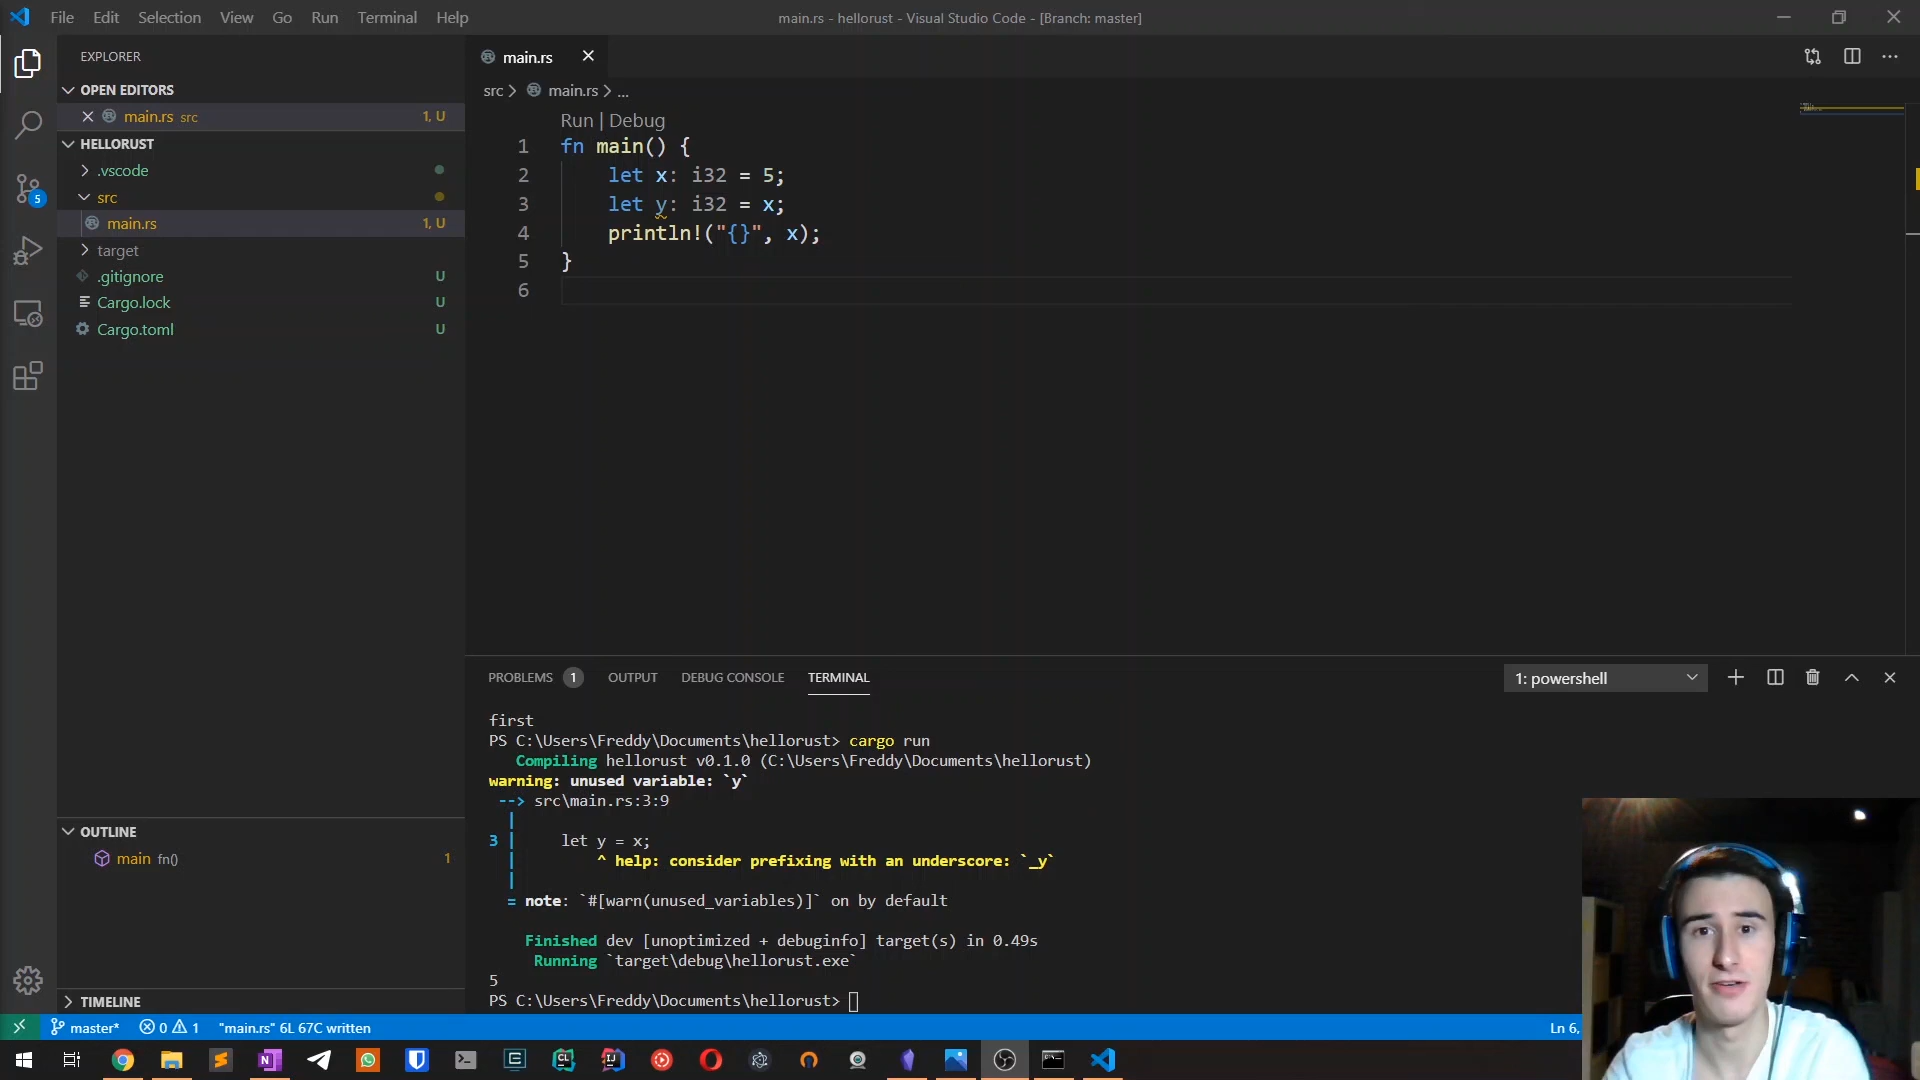 File Edit Selection View Go Run Terminal Help
main.rs - hellorust - Visual Studio Code - [Branch: master]
EXPLORER
OPEN EDITORS
main.rs src 1, U
HELLORUST
.vscode
src
main.rs 1, U
target
.gitignore U
Cargo.lock U
Cargo.toml U
OUTLINE
main fn() 1
TIMELINE
5
main.rs
src > main.rs > ...
Run | Debug
1 fn main() {
2 let x: i32 = 5;
3 let y: i32 = x;
4 println!("{}", x);
5 }
6
PROBLEMS 1 OUTPUT DEBUG CONSOLE TERMINAL
1: powershell
first
PS C:\Users\Freddy\Documents\hellorust> cargo run
Compiling hellorust v0.1.0 (C:\Users\Freddy\Documents\hellorust)
warning: unused variable: `y`
--> src\main.rs:3:9
|
3 | let y = x;
| ^ help: consider prefixing with an underscore: `_y`
|
= note: `#[warn(unused_variables)]` on by default
Finished dev [unoptimized + debuginfo] target(s) in 0.49s
Running `target\debug\hellorust.exe`
5
PS C:\Users\Freddy\Documents\hellorust>
master* 0 1 "main.rs" 6L 67C written Ln 6,